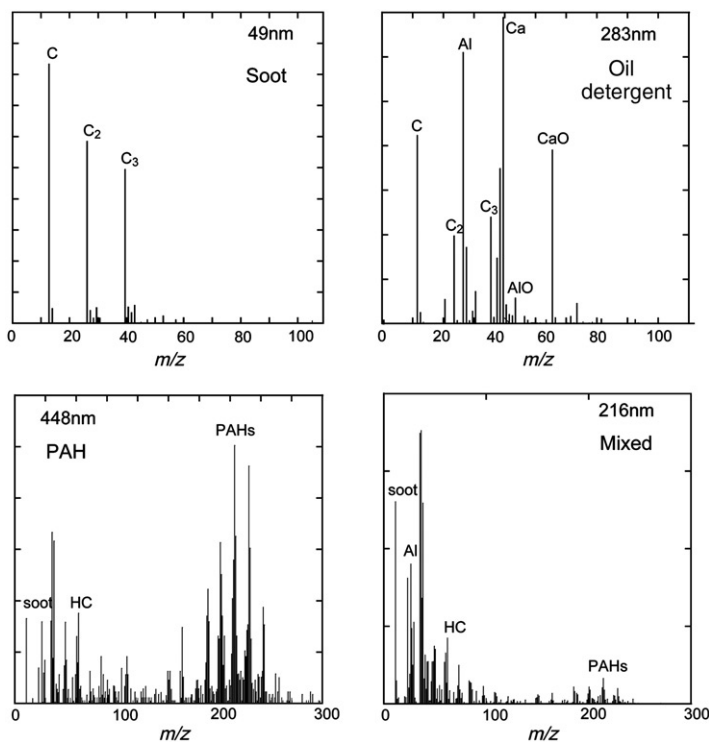 49nm
C
Soot
C2
C3
0 20 40 60 80 100
m/z
283nm
Al
Ca
Oil
detergent
C
CaO
C2
C3
AlO
0 20 40 60 80 100
m/z
448nm
PAHs
PAH
soot
HC
0 100 200 300
m/z
216nm
Mixed
soot
Al
HC
PAHs
0 100 200 300
m/z